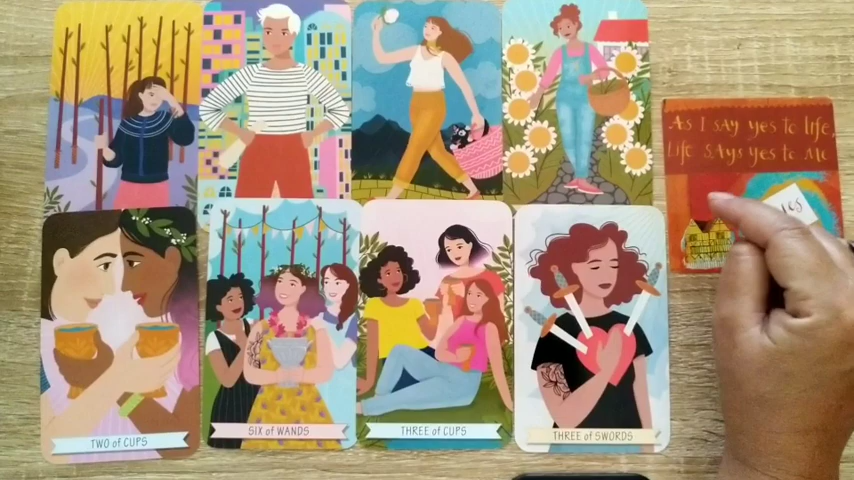 As I say yes to life,
Life says yes to me
yes
TWO of CUPS
SIX of WANDS
THREE of CUPS
THREE of SWORDS